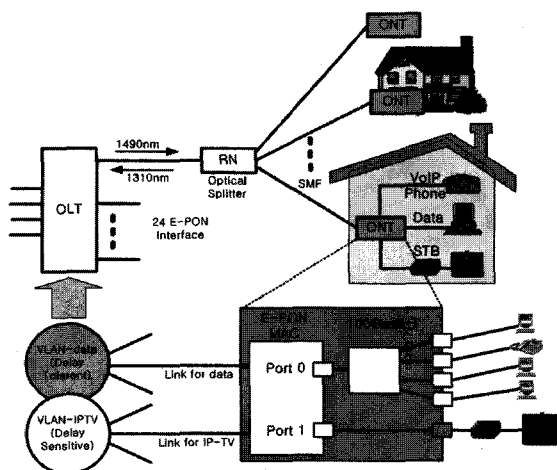 ONT
ONT
1490nm
1310nm
RN
Optical
Splitter
SMF
OLT
24 E-PON
Interface
VoIP
Phone
Data
STB
ONT
E-PON
MAC
VLAN-data
(Delay
Port 0
Link for data
VLAN-IPTV
(Delay
Sensitive)
Port 1
Link for IP-TV